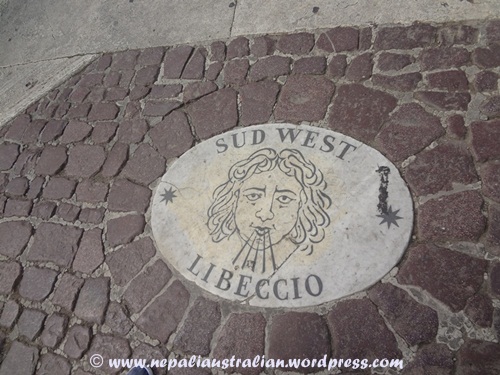 SUD WEST
LIBECCIO
© www.nepaliaustralian.wordpress.com